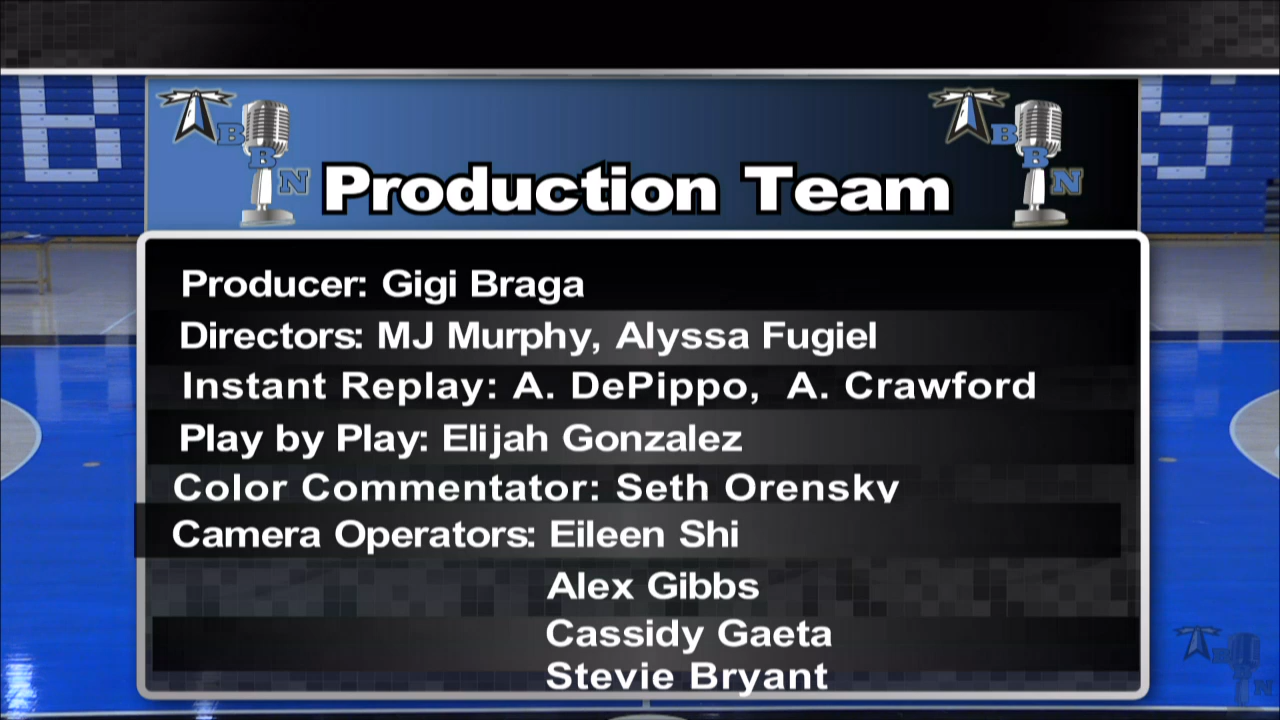 B B N
B B N
Production Team
Producer: Gigi Braga
Directors: MJ Murphy, Alyssa Fugiel
Instant Replay: A. DePippo, A. Crawford
Play by Play: Elijah Gonzalez
Color Commentator: Seth Orensky
Camera Operators: Eileen Shi
Alex Gibbs
Cassidy Gaeta
Stevie Bryant